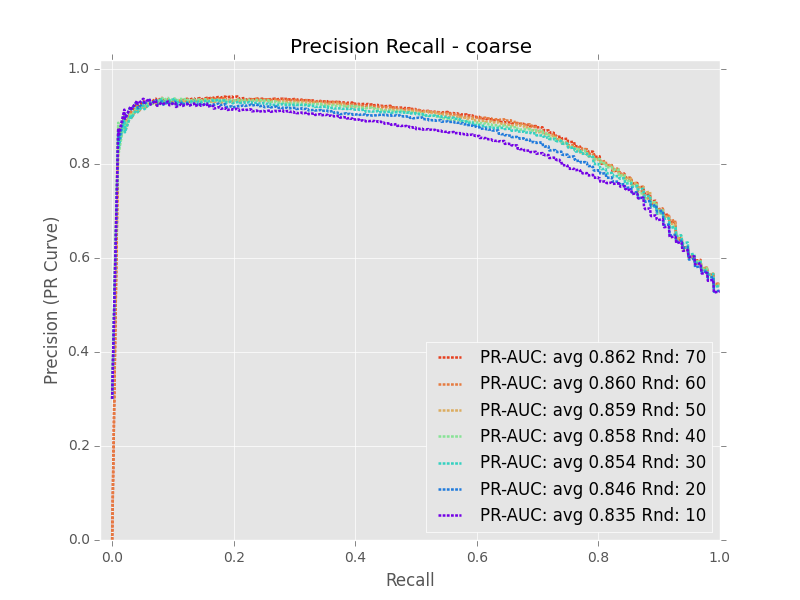 Precision Recall - coarse
1.0
0.8
0.6
0.4
0.2
0.0
Precision (PR Curve)
PR-AUC: avg 0.862 Rnd: 70
PR-AUC: avg 0.860 Rnd: 60
PR-AUC: avg 0.859 Rnd: 50
PR-AUC: avg 0.858 Rnd: 40
PR-AUC: avg 0.854 Rnd: 30
PR-AUC: avg 0.846 Rnd: 20
PR-AUC: avg 0.835 Rnd: 10
0.0 0.2 0.4 0.6 0.8 1.0
Recall